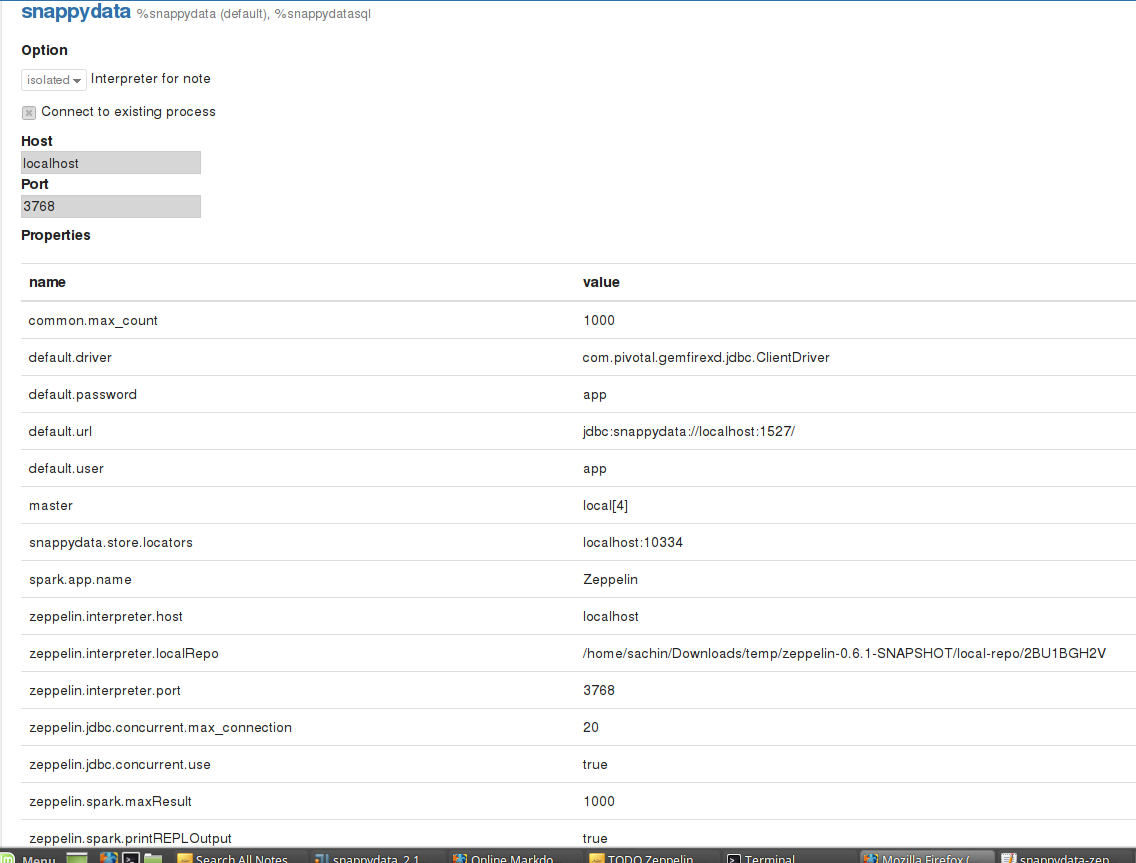 snappydata %snappydata (default), %snappydatasql
Option
isolated Interpreter for note
Connect to existing process
Host
localhost
Port
3768
Properties
name value
common.max_count 1000
default.driver com.pivotal.gemfirexd.jdbc.ClientDriver
default.password app
default.url jdbc:snappydata://localhost:1527/
default.user app
master local[4]
snappydata.store.locators localhost:10334
spark.app.name Zeppelin
zeppelin.interpreter.host localhost
zeppelin.interpreter.localRepo /home/sachin/Downloads/temp/zeppelin-0.6.1-SNAPSHOT/local-repo/2BU1BGH2V
zeppelin.interpreter.port 3768
zeppelin.jdbc.concurrent.max_connection 20
zeppelin.jdbc.concurrent.use true
zeppelin.spark.maxResult 1000
zeppelin.spark.printREPLOutput true
Menu Search All Notes snappydata_2.1 Online Markdo TODO Zeppelin Terminal Mozilla Firefox ( snappydata-zep